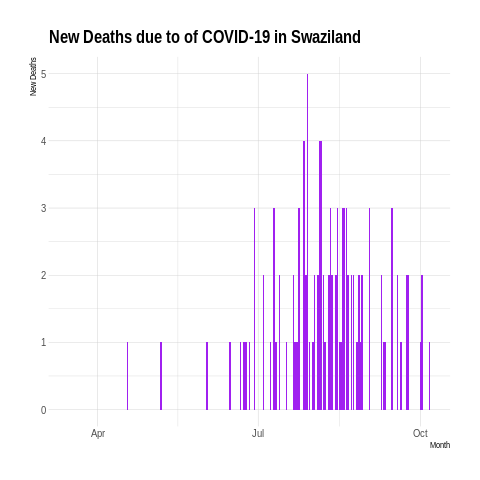 New Deaths due to of COVID-19 in Swaziland
New Deaths
5
4
3
2
1
0
Apr
Jul
Oct
Month